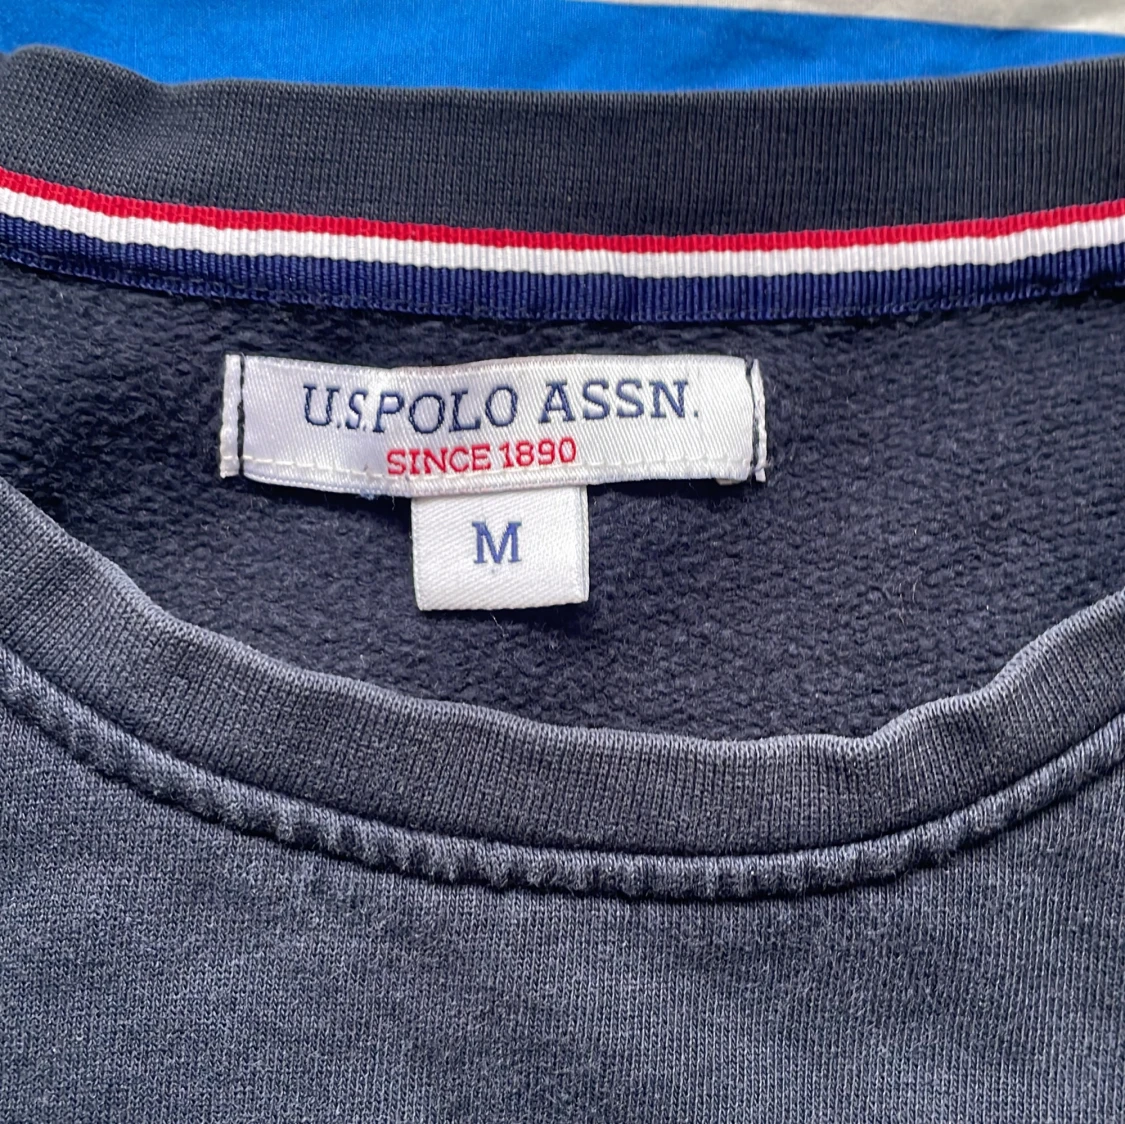 U.S.POLO ASSN.
SINCE 1890
M